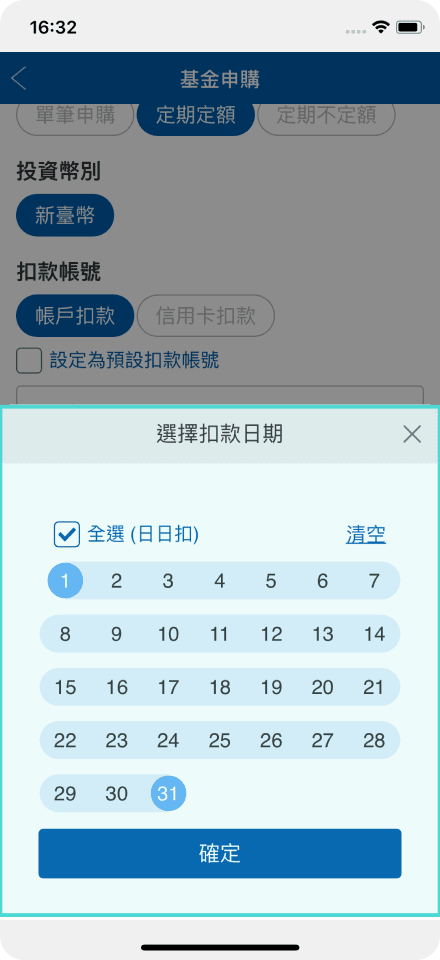 16:32
基金申購
單筆申購 定期定額 定期不定額
投資幣別
新臺幣
扣款帳號
帳戶扣款 信用卡扣款
設定為預設扣款帳號
選擇扣款日期
全選 (日日扣) 清空
1 2 3 4 5 6 7
8 9 10 11 12 13 14
15 16 17 18 19 20 21
22 23 24 25 26 27 28
29 30 31
確定